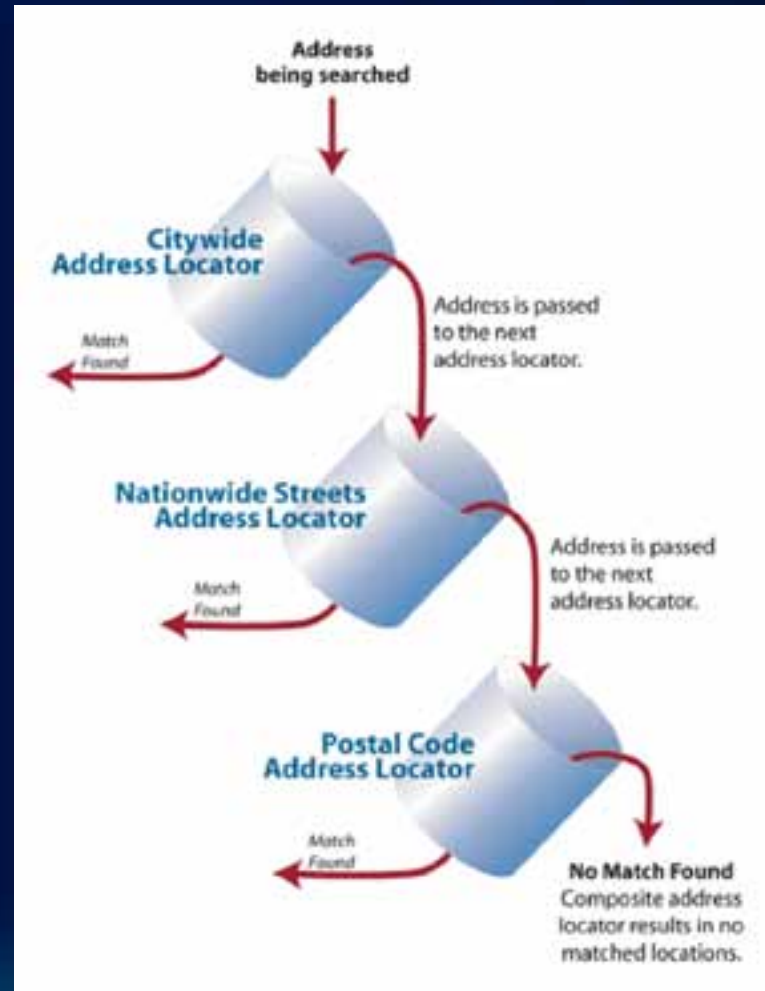 Address
being searched
Citywide
Address Locator
Match
Found
Address is passed
to the next
address locator.
Nationwide Streets
Address Locator
Match
Found
Address is passed
to the next
address locator.
Postal Code
Address Locator
Match
Found
No Match Found
Composite address
locator results in no
matched locations.